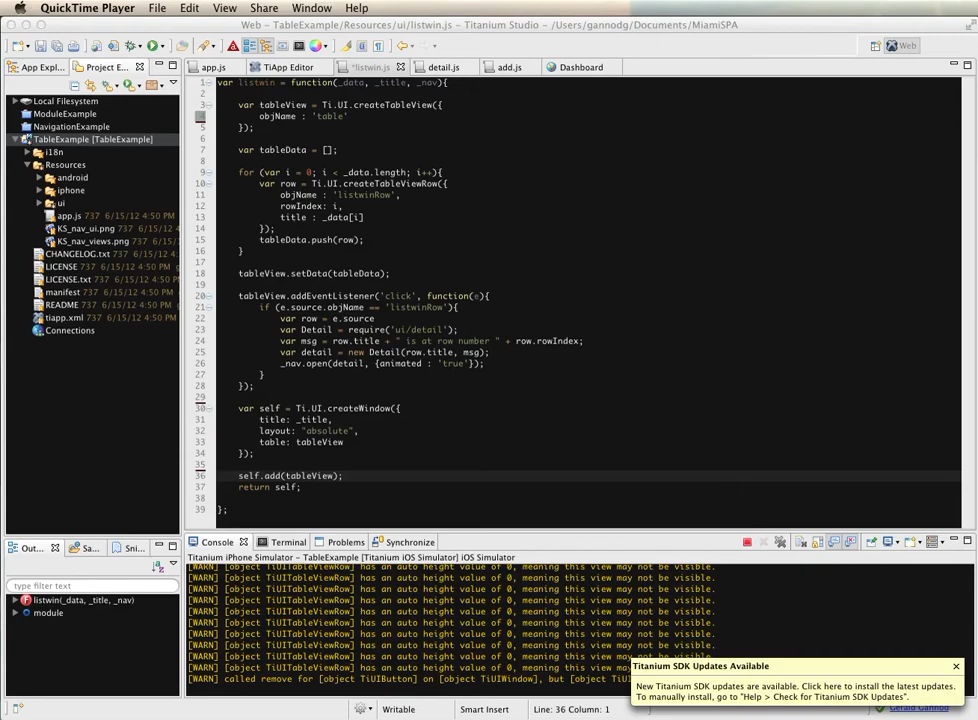 QuickTime Player File Edit View Share Window Help
Web - TableExample/Resources/ui/listwin.js - Titanium Studio - /Users/gannodg/Documents/MiamiSPA
Web
App Expl... Project E...
app.js TiApp Editor *listwin.js detail.js add.js Dashboard
Local Filesystem
ModuleExample
NavigationExample
TableExample [TableExample]
i18n
Resources
android
iphone
ui
app.js 737 6/15/12 4:50 PM
KS_nav_ui.png 737 6/15/12 4:50 PM
KS_nav_views.png 737 6/15/12 4:50 PM
CHANGELOG.txt 737 6/15/12 4:50 PM
LICENSE 737 6/15/12 4:50 PM
LICENSE.txt 737 6/15/12 4:50 PM
manifest 737 6/15/12 4:50 PM
README 737 6/15/12 4:50 PM
tiapp.xml 737 6/15/12 4:50 PM
Connections
1 var listwin = function(_data, _title, _nav){
2
3 var tableView = Ti.UI.createTableView({
4 objName : 'table'
5 });
6
7 var tableData = [];
8
9 for (var i = 0; i < _data.length; i++){
10 var row = Ti.UI.createTableViewRow({
11 objName : 'listwinRow',
12 rowIndex: i,
13 title : _data[i]
14 });
15 tableData.push(row);
16 }
17
18 tableView.setData(tableData);
19
20 tableView.addEventListener('click', function(e){
21 if (e.source.objName == 'listwinRow'){
22 var row = e.source
23 var Detail = require('ui/detail');
24 var msg = row.title + " is at row number " + row.rowIndex;
25 var detail = new Detail(row.title, msg);
26 _nav.open(detail, {animated : 'true'});
27 }
28 });
29
30 var self = Ti.UI.createWindow({
31 title: _title,
32 layout: "absolute",
33 table: tableView
34 });
35
36 self.add(tableView);
37 return self;
38
39 };
Out... Sa... Sni...
type filter text
listwin(_data, _title, _nav)
module
Console Terminal Problems Synchronize
Titanium iPhone Simulator - TableExample [Titanium iOS Simulator] iOS Simulator
[WARN] [object TiUITableViewRow] has an auto height value of 0, meaning this view may not be visible.
[WARN] [object TiUITableViewRow] has an auto height value of 0, meaning this view may not be visible.
[WARN] [object TiUITableViewRow] has an auto height value of 0, meaning this view may not be visible.
[WARN] [object TiUITableViewRow] has an auto height value of 0, meaning this view may not be visible.
[WARN] [object TiUITableViewRow] has an auto height value of 0, meaning this view may not be visible.
[WARN] [object TiUITableViewRow] has an auto height value of 0, meaning this view may not be visible.
[WARN] [object TiUITableViewRow] has an auto height value of 0, meaning this view may not be visible.
[WARN] [object TiUITableViewRow] has an auto height value of 0, meaning this view may not be visible.
[WARN] [object TiUITableViewRow] has an auto height value of 0, meaning this view may not be visible.
[WARN] [object TiUITableViewRow] has an auto height value of 0, meaning this
[WARN] called remove for [object TiUIButton] on [object TiUIWindow], but [object TiUI
Titanium SDK Updates Available
New Titanium SDK updates are available. Click here to install the latest updates.
To manually install, go to "Help > Check for Titanium SDK Updates".
Writable Smart Insert Line: 36 Column: 1
Gerald Gannod